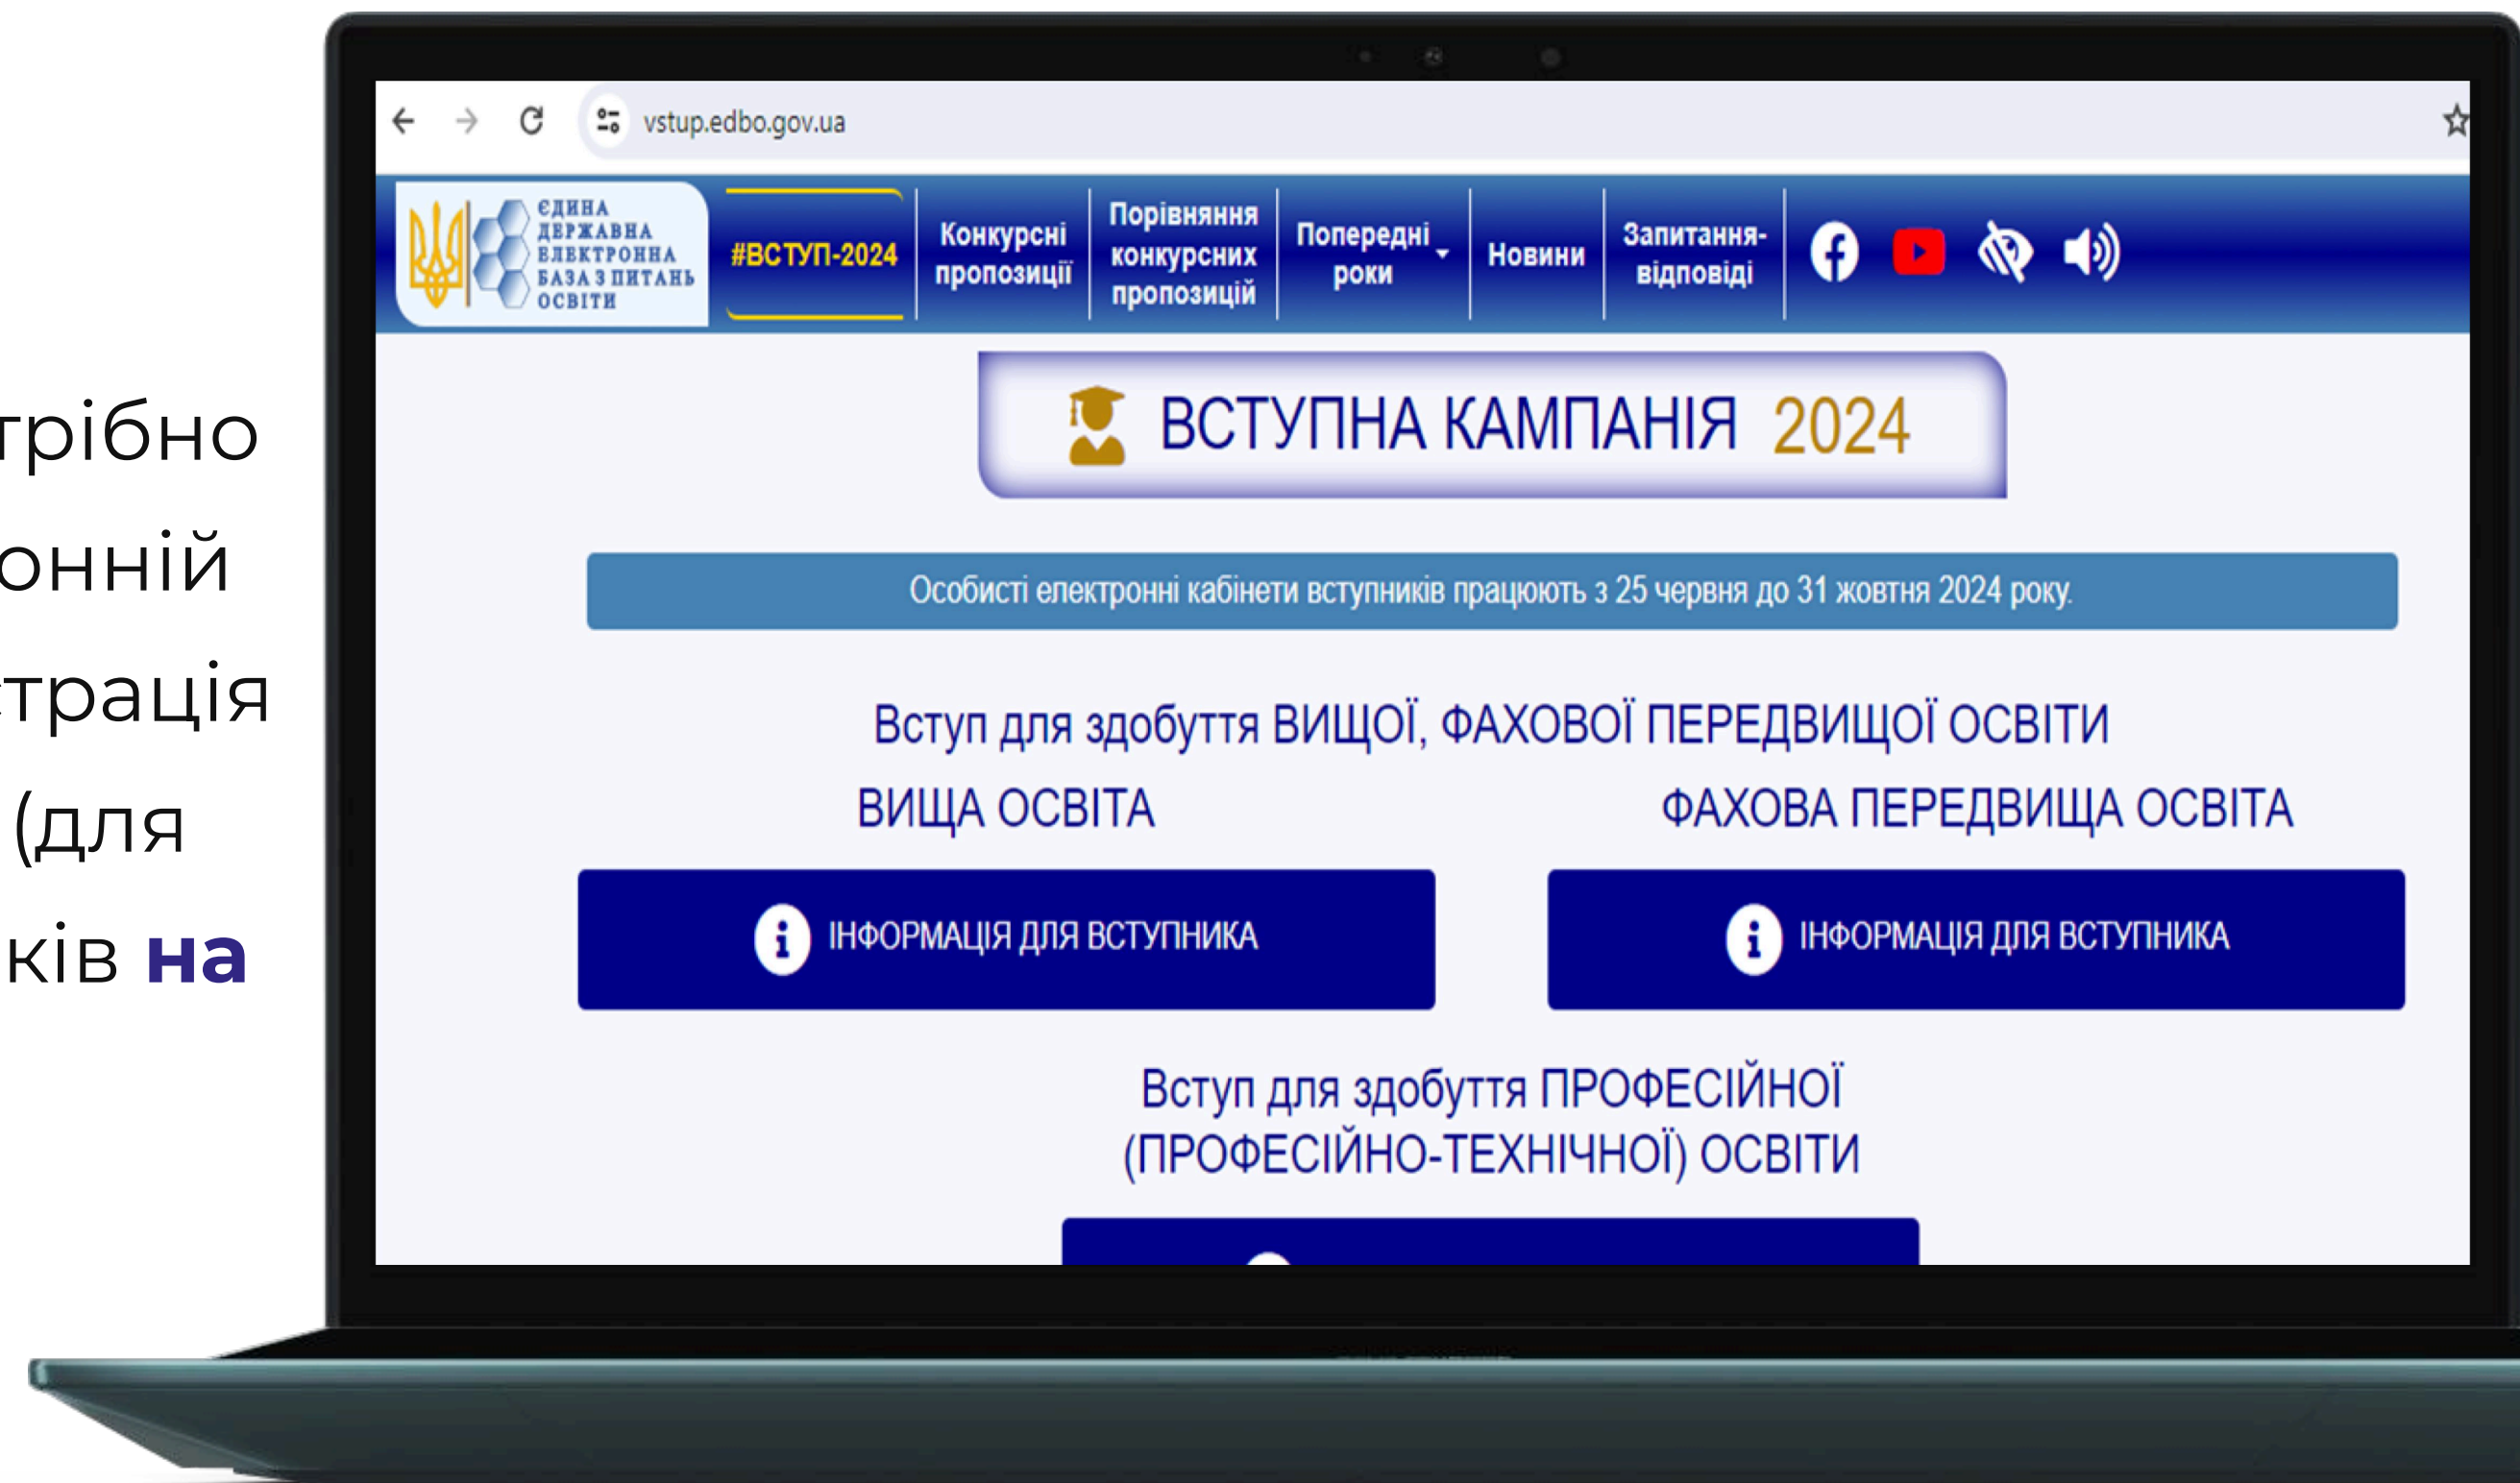 трібно
онній
трація
(для
ків на
vstup.edbo.gov.ua
ЄДИНА
ДЕРЖАВНА
ЕЛЕКТРОННА
БАЗА З ПИТАНЬ
ОСВІТИ
#ВСТУП-2024
Конкурсні
пропозиції
Порівняння
конкурсних
пропозицій
Попередні
роки
Новини
Запитання-
відповіді
ВСТУПНА КАМПАНІЯ 2024
Особисті електронні кабінети вступників працюють з 25 червня до 31 жовтня 2024 року.
Вступ для здобуття ВИЩОЇ, ФАХОВОЇ ПЕРЕДВИЩОЇ ОСВІТИ
ВИЩА ОСВІТА
ФАХОВА ПЕРЕДВИЩА ОСВІТА
ІНФОРМАЦІЯ ДЛЯ ВСТУПНИКА
ІНФОРМАЦІЯ ДЛЯ ВСТУПНИКА
Вступ для здобуття ПРОФЕСІЙНОЇ
(ПРОФЕСІЙНО-ТЕХНІЧНОЇ) ОСВІТИ